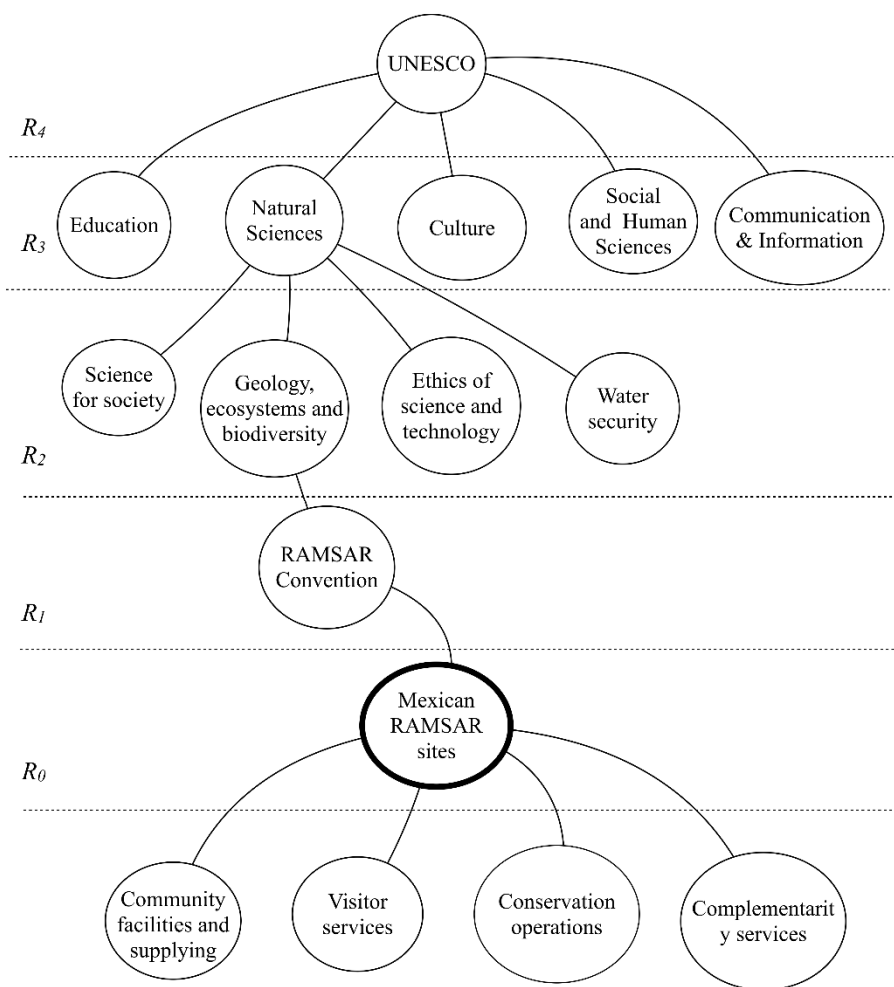 UNESCO
R4
Education
Natural
Sciences
Culture
Social
and Human
Sciences
Communication
& Information
R3
Science
for society
Geology,
ecosystems and
biodiversity
Ethics of
science and
technology
Water
security
R2
RAMSAR
Convention
R1
Mexican
RAMSAR
sites
R0
Community
facilities and
supplying
Visitor
services
Conservation
operations
Complementarit
y services